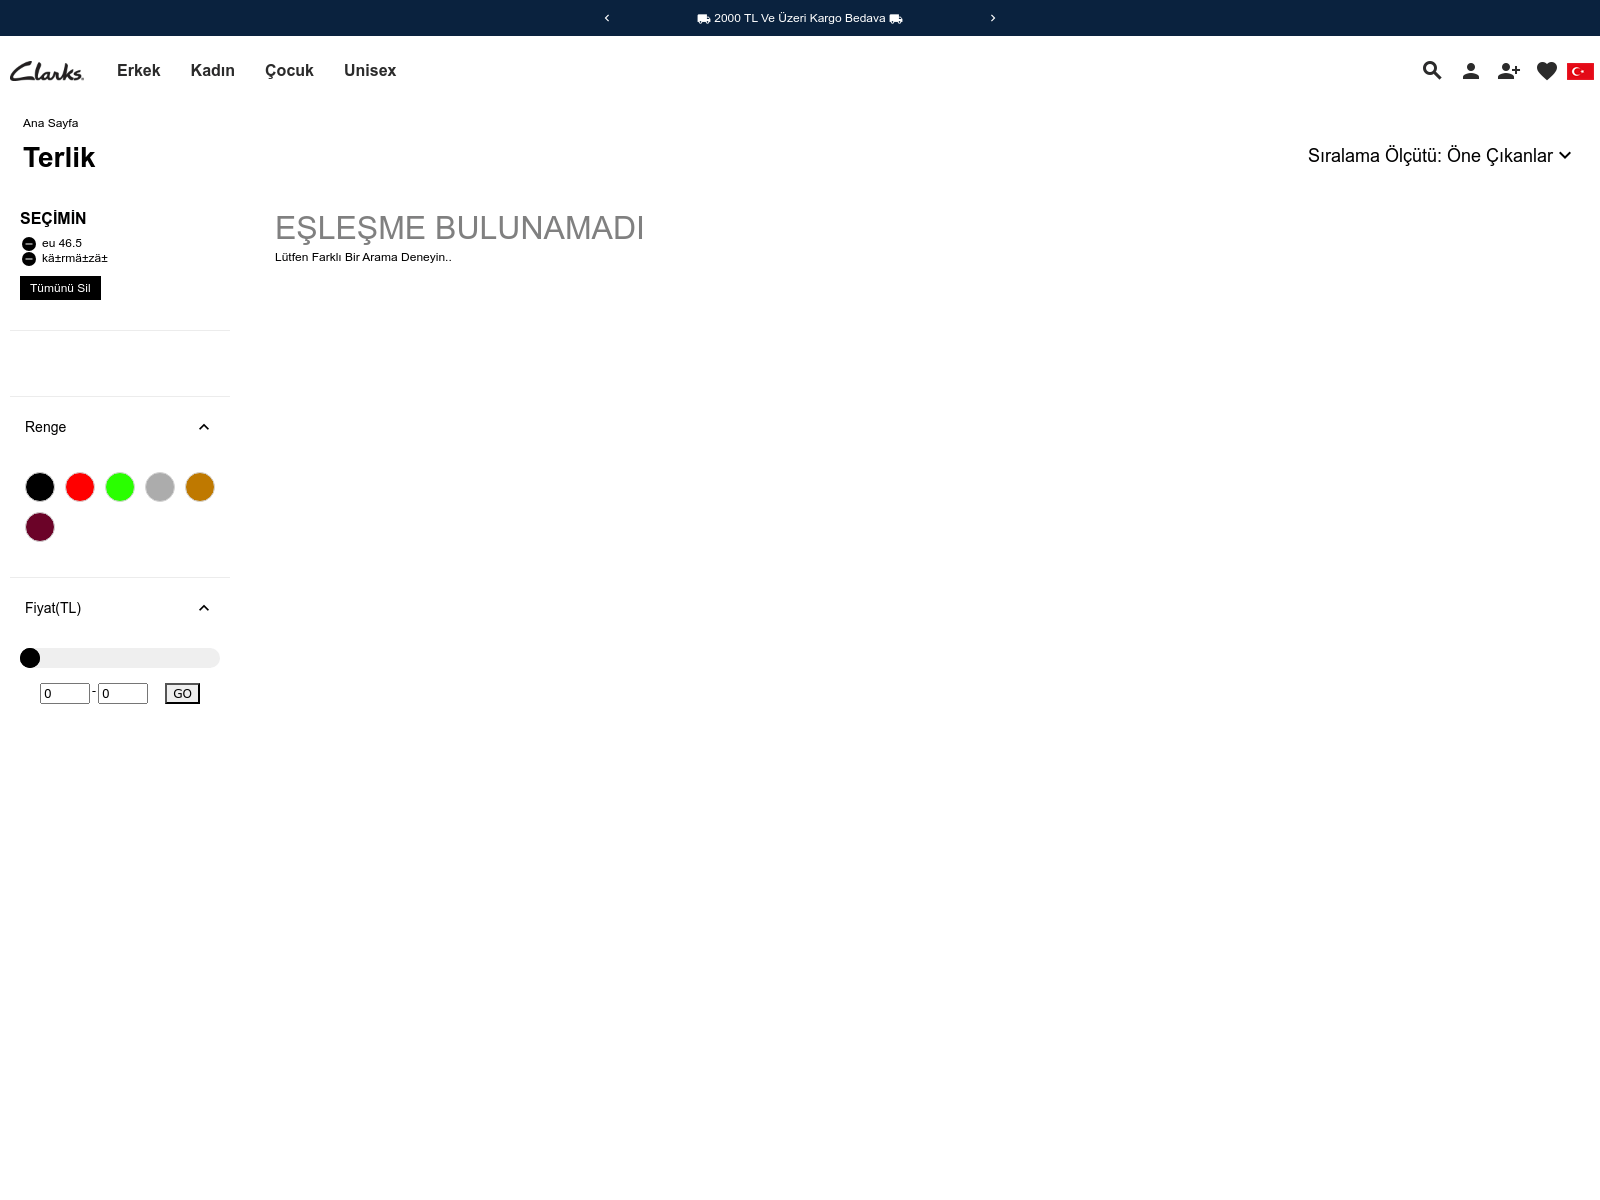 2000 TL Ve Üzeri Kargo Bedava
Clarks
Erkek Kadın Çocuk Unisex
Ana Sayfa
Terlik
Sıralama Ölçütü: Öne Çıkanlar
SEÇİMİN
eu 46.5
kä±rmä±zä±
Tümünü Sil
EŞLEŞME BULUNAMADI
Lütfen Farklı Bir Arama Deneyin..
Renge
Fiyat(TL)
0 - 0 GO